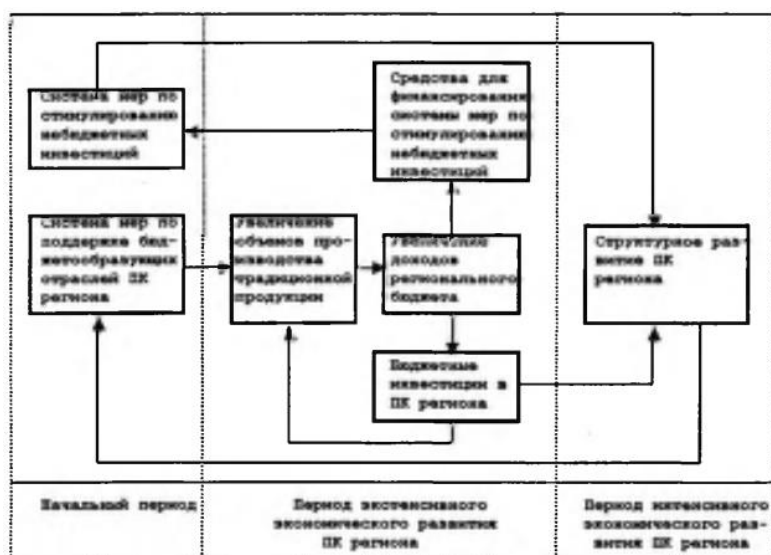 Система мер по
стимулированию
небюджетных
инвестиций
Средства для
финансирования
системы мер по
стимулированию
небюджетных
инвестиций
Система мер по
поддержке бюд-
жетообразующих
отраслей ПК
региона
Увеличение
объемов про-
изводства
традиционной
продукции
Увеличение
доходов
регионального
бюджета
Структурное раз-
витие ПК
региона
Бюджетные
инвестиции в
ПК региона
Начальный период
Период экстенсивного
экономического развития
ПК региона
Период интенсивного
экономического раз-
вития ПК региона